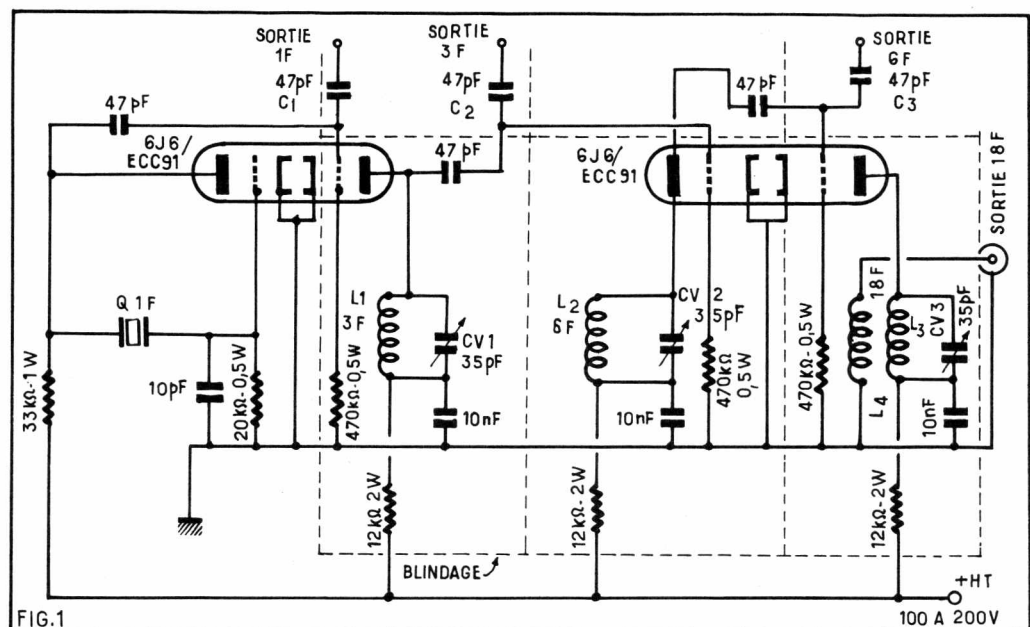 SORTIE
1F
47pF
C1
SORTIE
3F
47pF
C2
SORTIE
6F
47pF
C3
47pF
47pF
47pF
6J6/
ECC91
6J6/
ECC91
SORTIE 18F
Q 1F
L1
3F
CV1
35pF
L2
6F
CV 2
35pF
18F
L3
CV3
35pF
L4
33kΩ-1W
10pF
20kΩ-0,5W
470kΩ-0,5W
10nF
10nF
470kΩ
0,5W
470kΩ-0,5W
10nF
12kΩ-2W
12kΩ-2W
12kΩ-2W
BLINDAGE
+HT
100 A 200V
FIG.1